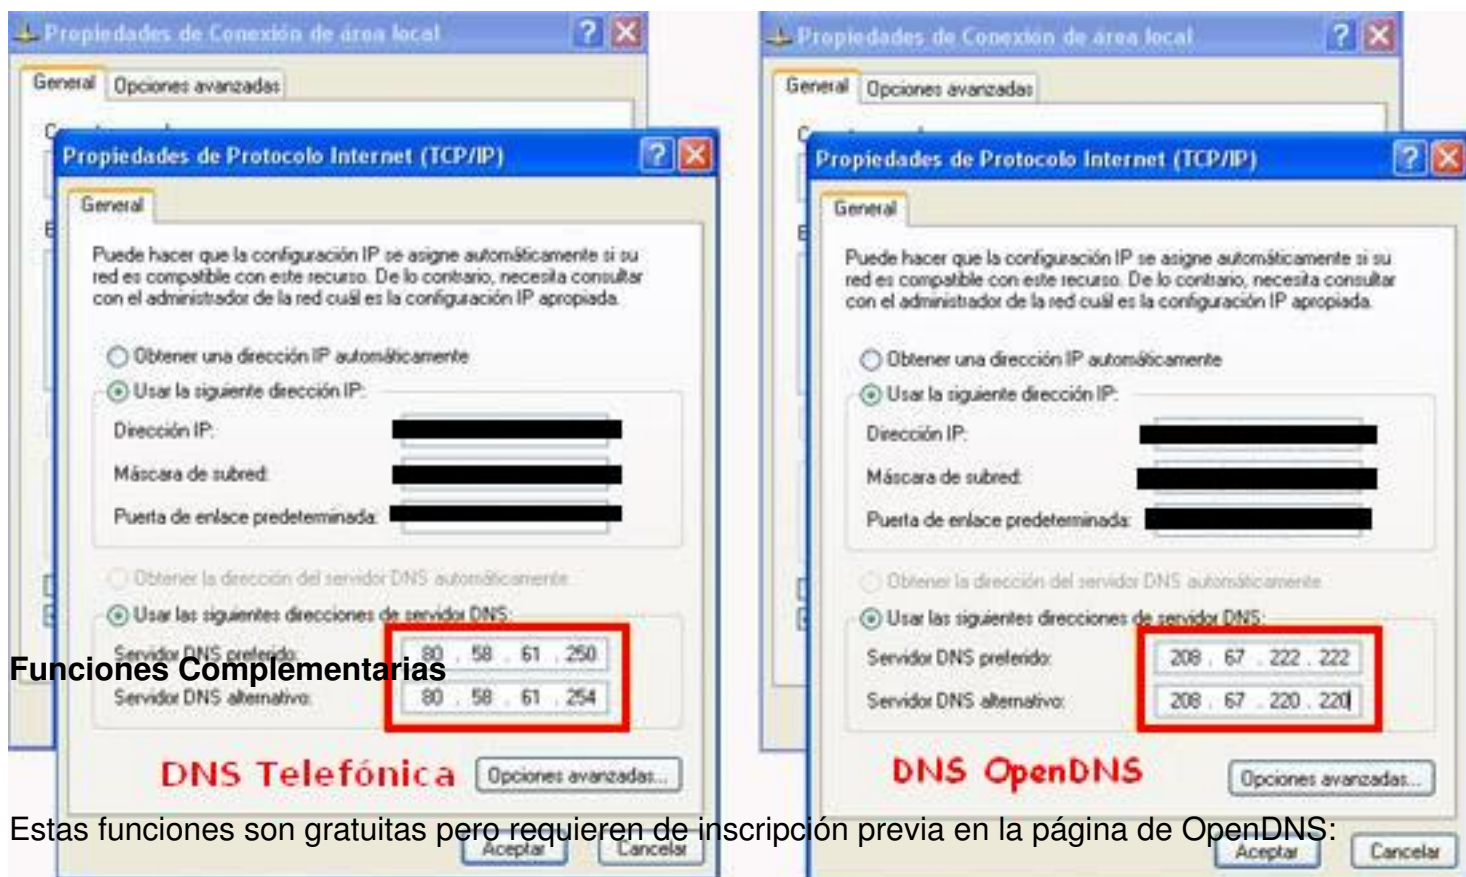 Propiedades de Conexión de área local
General
Opciones avanzadas
Propiedades de Protocolo Internet (TCP/IP)
General
Puede hacer que la configuración IP se asigne automáticamente si su
red es compatible con este recurso. De lo contrario, necesita consultar
con el administrador de la red cuál es la configuración IP apropiada.
Obtener una dirección IP automáticamente
Usar la siguiente dirección IP:
Dirección IP:
Máscara de subred:
Puerta de enlace predeterminada:
Obtener la dirección del servidor DNS automáticamente
Usar las siguientes direcciones de servidor DNS:
Servidor DNS preferido: 80 . 58 . 61 . 250
Servidor DNS alternativo: 80 . 58 . 61 . 254
DNS Telefónica
Opciones avanzadas...
Aceptar
Cancelar
Propiedades de Conexión de área local
General
Opciones avanzadas
Propiedades de Protocolo Internet (TCP/IP)
General
Puede hacer que la configuración IP se asigne automáticamente si su
red es compatible con este recurso. De lo contrario, necesita consultar
con el administrador de la red cuál es la configuración IP apropiada.
Obtener una dirección IP automáticamente
Usar la siguiente dirección IP:
Dirección IP:
Máscara de subred:
Puerta de enlace predeterminada:
Obtener la dirección del servidor DNS automáticamente
Usar las siguientes direcciones de servidor DNS:
Servidor DNS preferido: 208 . 67 . 222 . 222
Servidor DNS alternativo: 208 . 67 . 220 . 220
DNS OpenDNS
Opciones avanzadas...
Aceptar
Cancelar
Funciones Complementarias
Estas funciones son gratuitas pero requieren de inscripción previa en la página de OpenDNS: